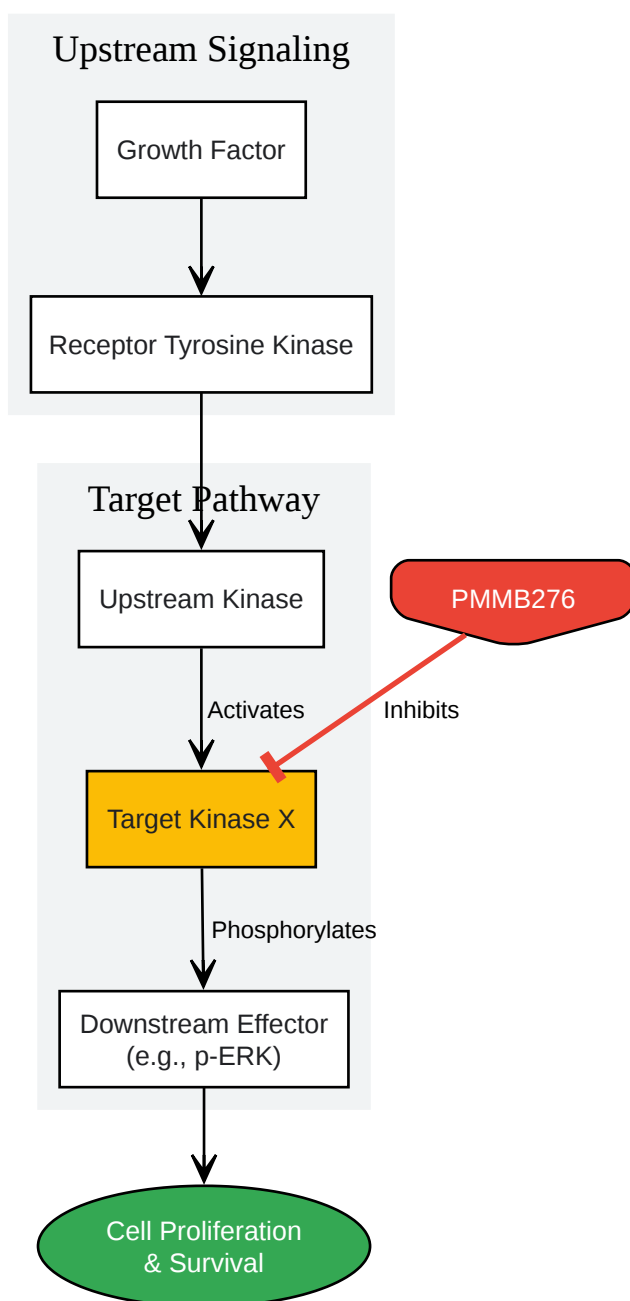 Upstream Signaling
Growth Factor
Receptor Tyrosine Kinase
Target Pathway
Upstream Kinase
PMMB276
Activates
Inhibits
Target Kinase X
Phosphorylates
Downstream Effector
(e.g., p-ERK)
Cell Proliferation
& Survival